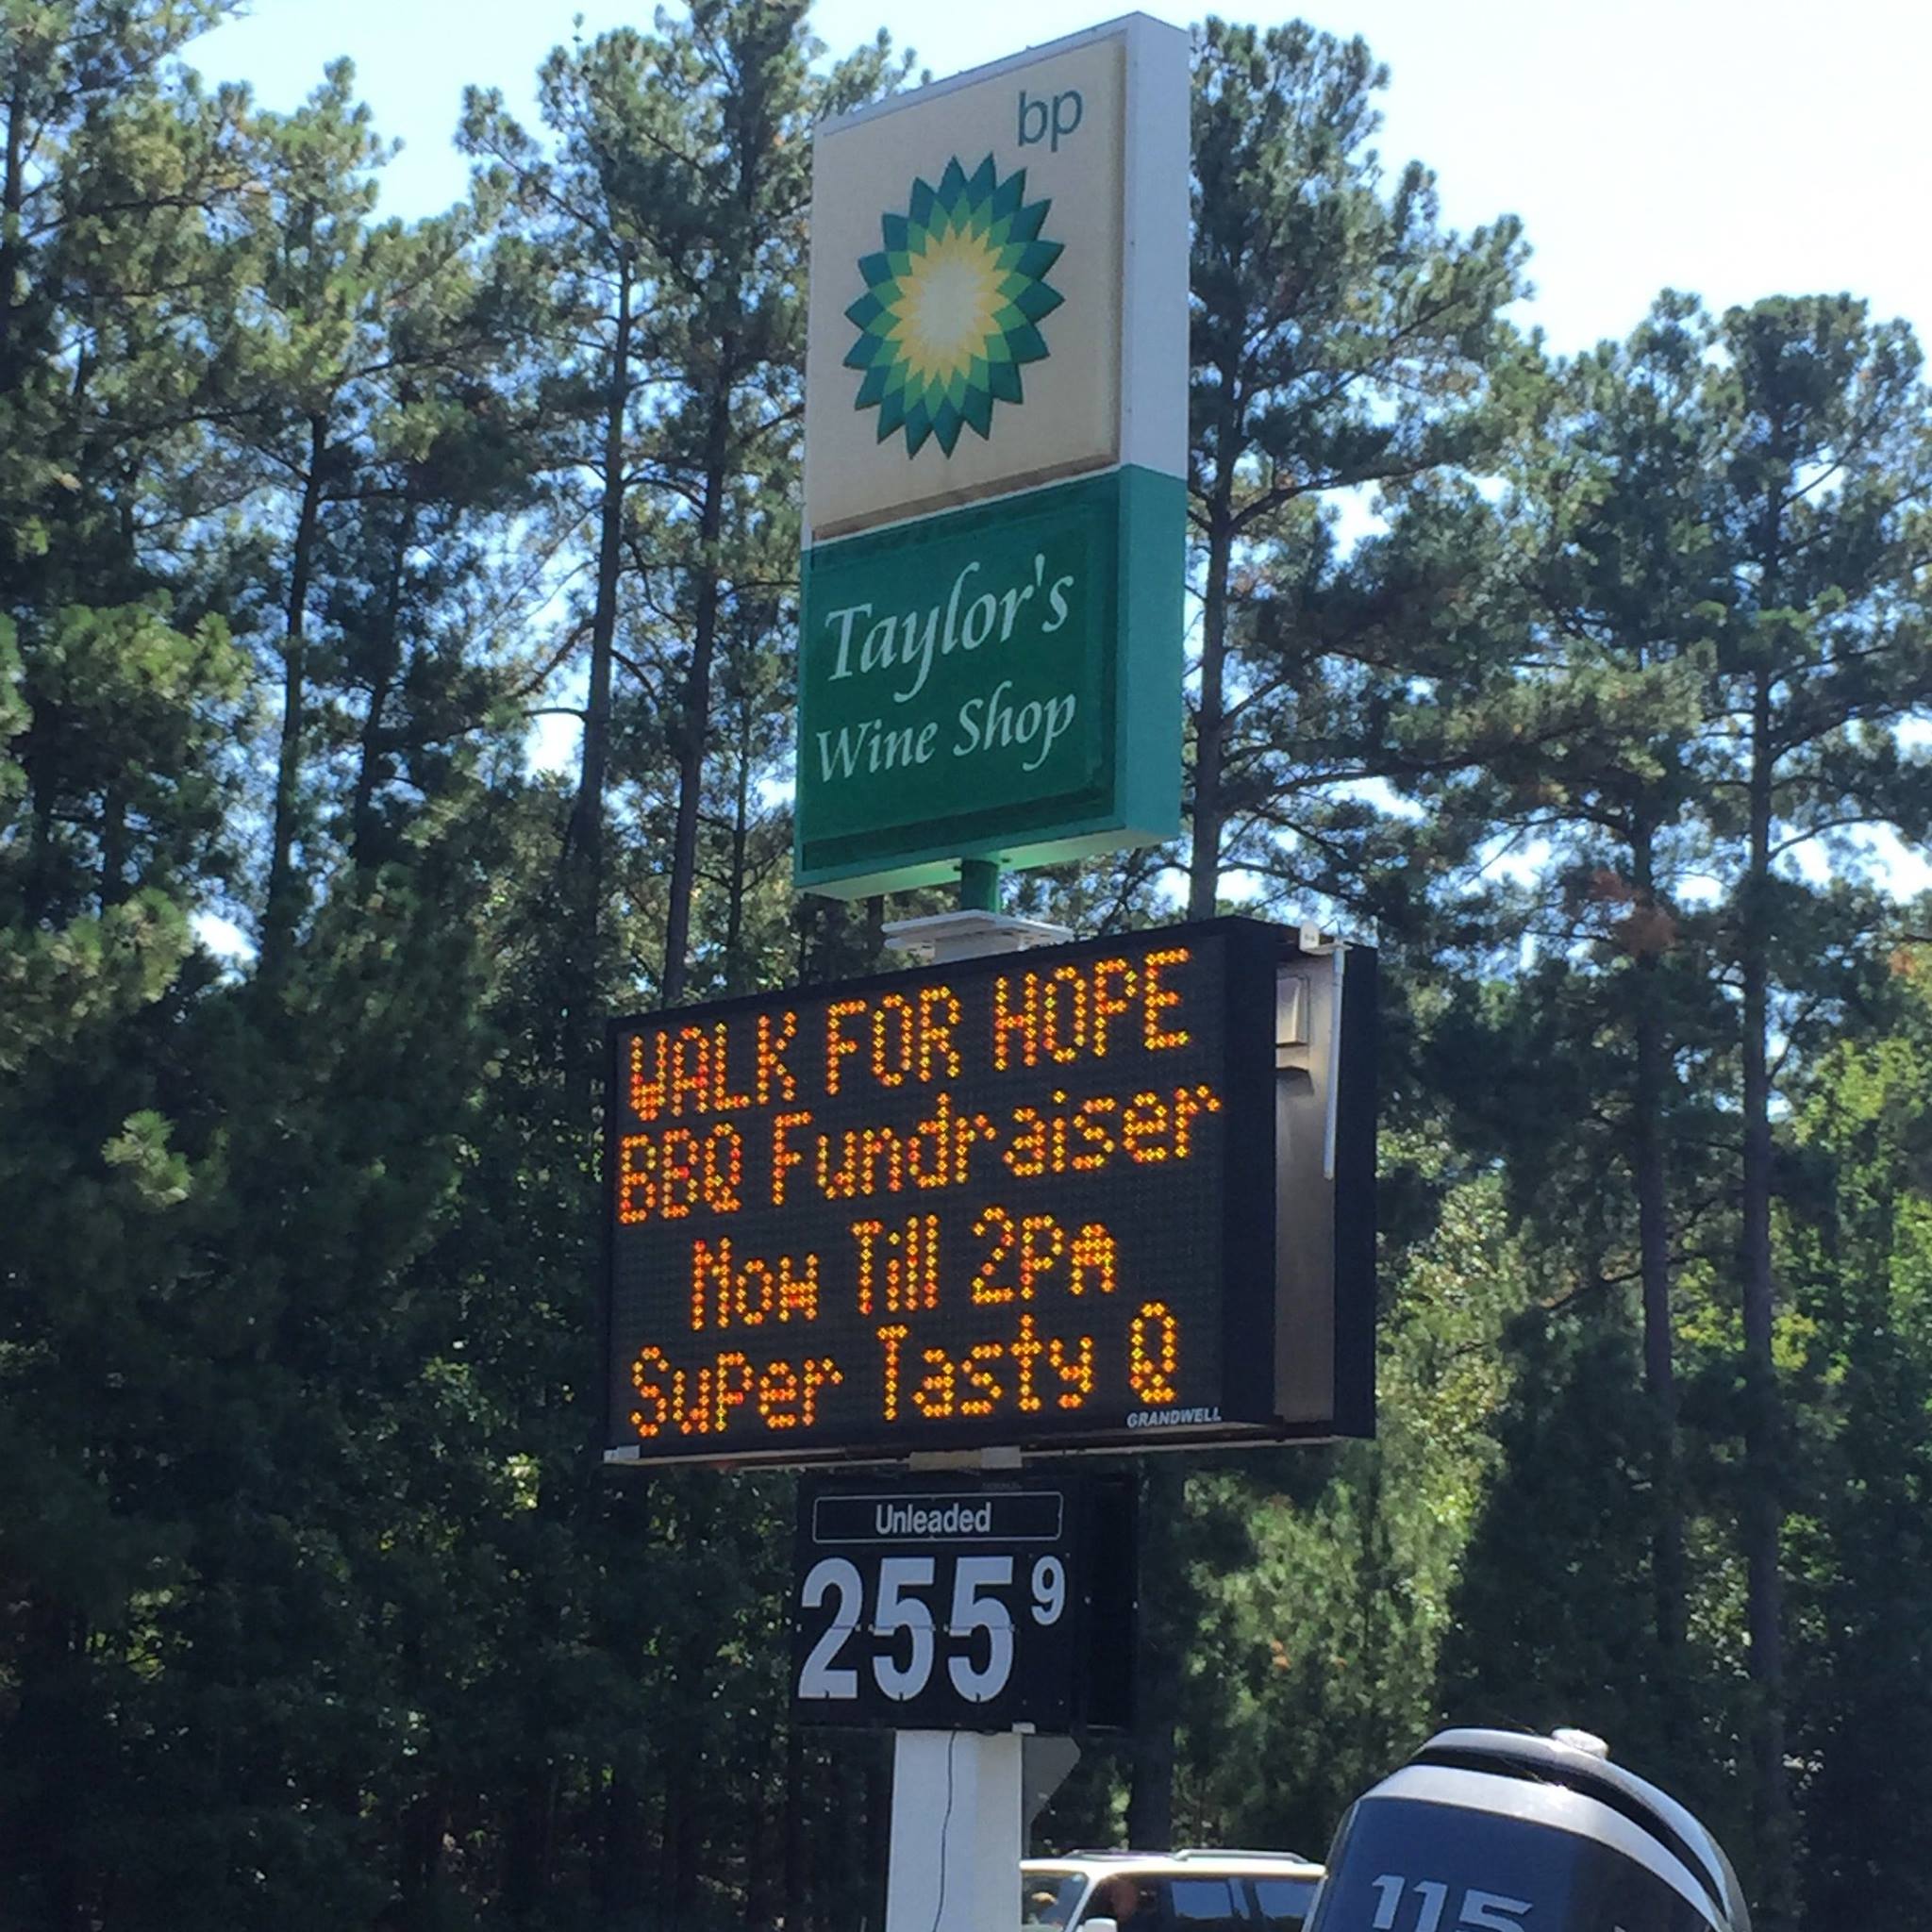 bp
Taylor's
Wine Shop
WALK FOR HOPE
BBQ Fundraiser
Now Till 2PM
Super Tasty Q
GRANDWELL
Unleaded
255 9
115